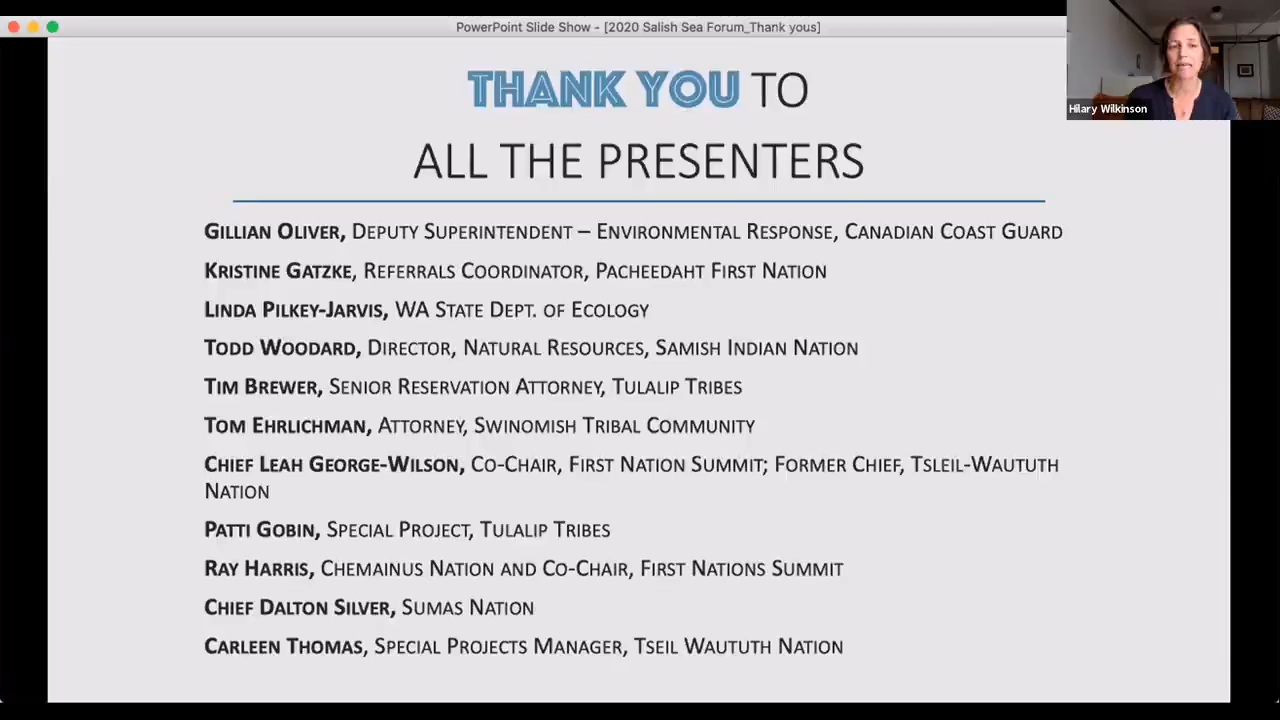 PowerPoint Slide Show - [2020 Salish Sea Forum_Thank yous]
Hilary Wilkinson
THANK YOU TO
ALL THE PRESENTERS
GILLIAN OLIVER, DEPUTY SUPERINTENDENT – ENVIRONMENTAL RESPONSE, CANADIAN COAST GUARD
KRISTINE GATZKE, REFERRALS COORDINATOR, PACHEEDAHT FIRST NATION
LINDA PILKEY-JARVIS, WA STATE DEPT. OF ECOLOGY
TODD WOODARD, DIRECTOR, NATURAL RESOURCES, SAMISH INDIAN NATION
TIM BREWER, SENIOR RESERVATION ATTORNEY, TULALIP TRIBES
TOM EHRLICHMAN, ATTORNEY, SWINOMISH TRIBAL COMMUNITY
CHIEF LEAH GEORGE-WILSON, CO-CHAIR, FIRST NATION SUMMIT; FORMER CHIEF, TSLEIL-WAUTUTH
NATION
PATTI GOBIN, SPECIAL PROJECT, TULALIP TRIBES
RAY HARRIS, CHEMAINUS NATION AND CO-CHAIR, FIRST NATIONS SUMMIT
CHIEF DALTON SILVER, SUMAS NATION
CARLEEN THOMAS, SPECIAL PROJECTS MANAGER, TSEIL WAUTUTH NATION